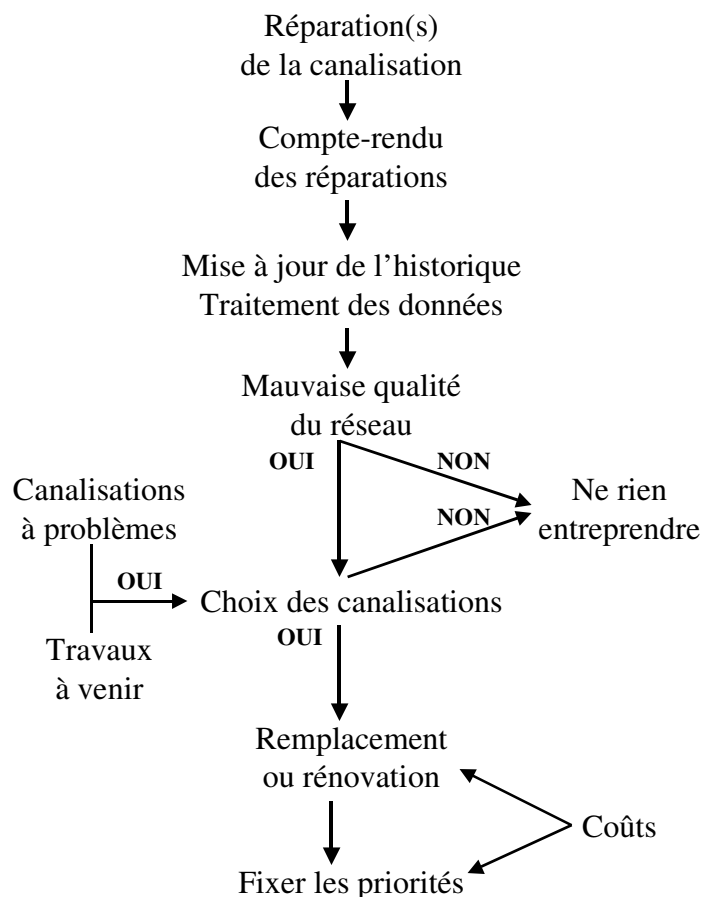 Réparation(s)
de la canalisation
Compte-rendu
des réparations
Mise à jour de l’historique
Traitement des données
Mauvaise qualité
du réseau
OUI
NON
Canalisations
à problèmes
Ne rien
entreprendre
NON
OUI
Choix des canalisations
OUI
Travaux
à venir
Remplacement
ou rénovation
Coûts
Fixer les priorités